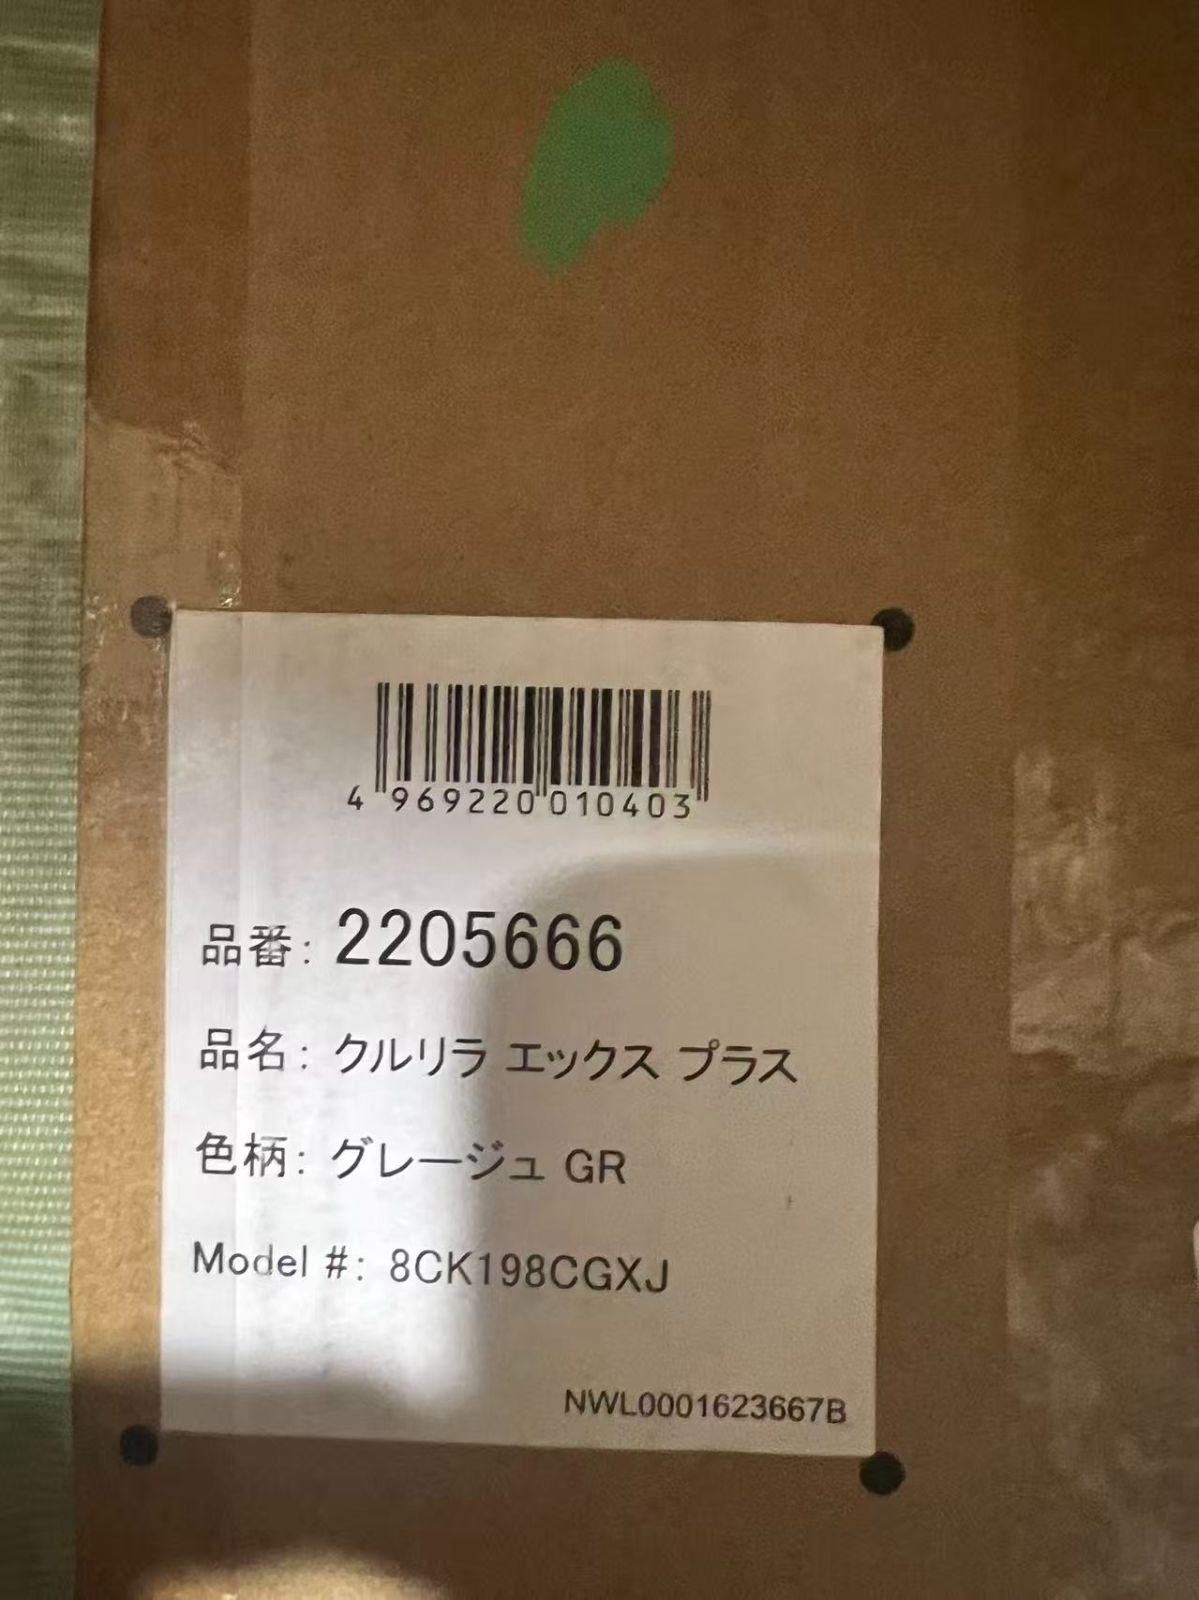 4 969220 010403
品番: 2205666
品名: クルリラ エックス プラス
色柄: グレージュ GR
Model #: 8CK198CGXJ
NWL0001623667B